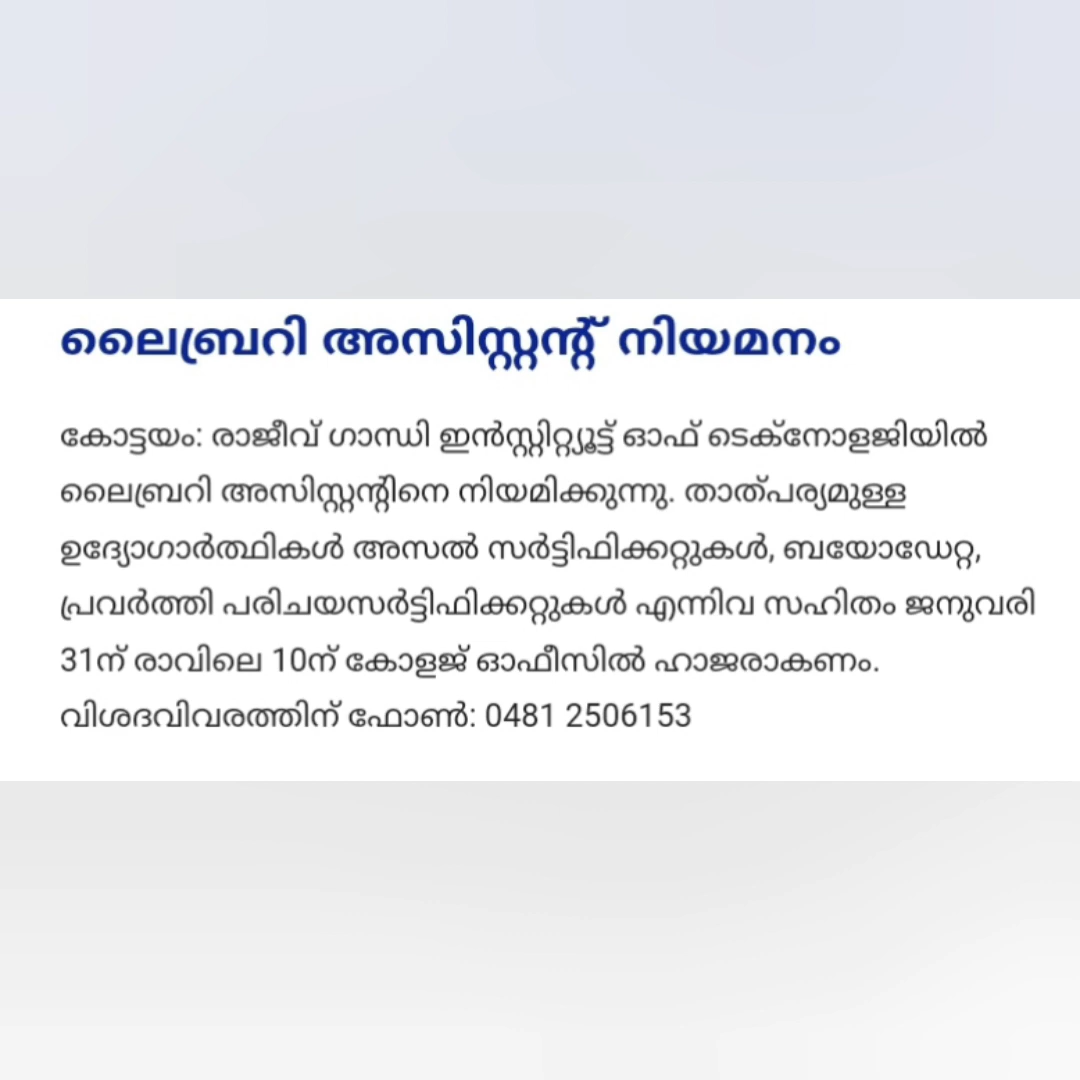 ലൈബ്രറി അസിസ്റ്റന്റ് നിയമനം
കോട്ടയം: രാജീവ് ഗാന്ധി ഇൻസ്റ്റിറ്റ്യൂട്ട് ഓഫ് ടെക്നോളജിയിൽ
ലൈബ്രറി അസിസ്റ്റന്റിനെ നിയമിക്കുന്നു. താത്പര്യമുള്ള
ഉദ്യോഗാർത്ഥികൾ അസൽ സർട്ടിഫിക്കറ്റുകൾ, ബയോഡേറ്റ,
പ്രവർത്തി പരിചയസർട്ടിഫിക്കറ്റുകൾ എന്നിവ സഹിതം ജനുവരി
31ന് രാവിലെ 10ന് കോളജ് ഓഫീസിൽ ഹാജരാകണം.
വിശദവിവരത്തിന് ഫോൺ: 0481 2506153